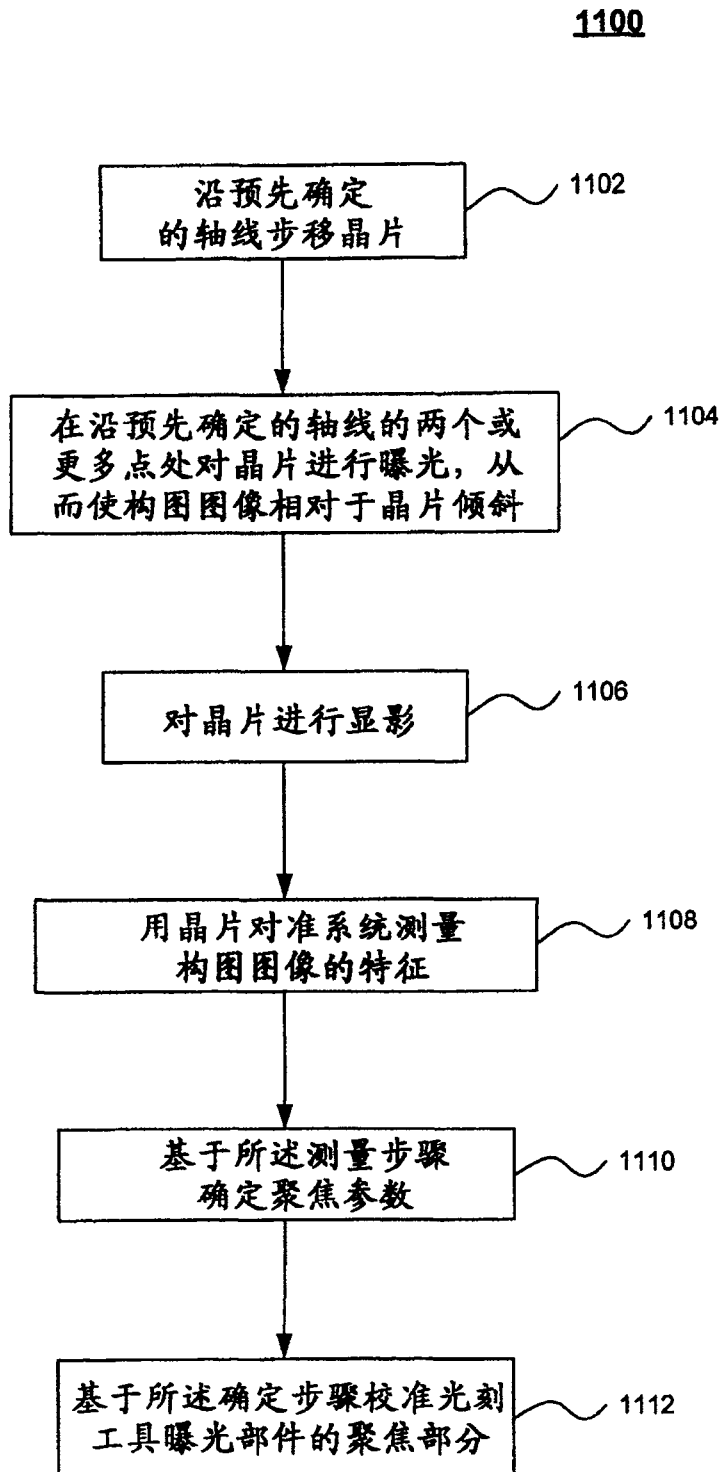 1100
沿预先确定
的轴线步移晶片
1102
在沿预先确定的轴线的两个或
更多点处对晶片进行曝光，从
而使构图图像相对于晶片倾斜
1104
对晶片进行显影
1106
用晶片对准系统测量
构图图像的特征
1108
基于所述测量步骤
确定聚焦参数
1110
基于所述确定步骤校准光刻
工具曝光部件的聚焦部分
1112